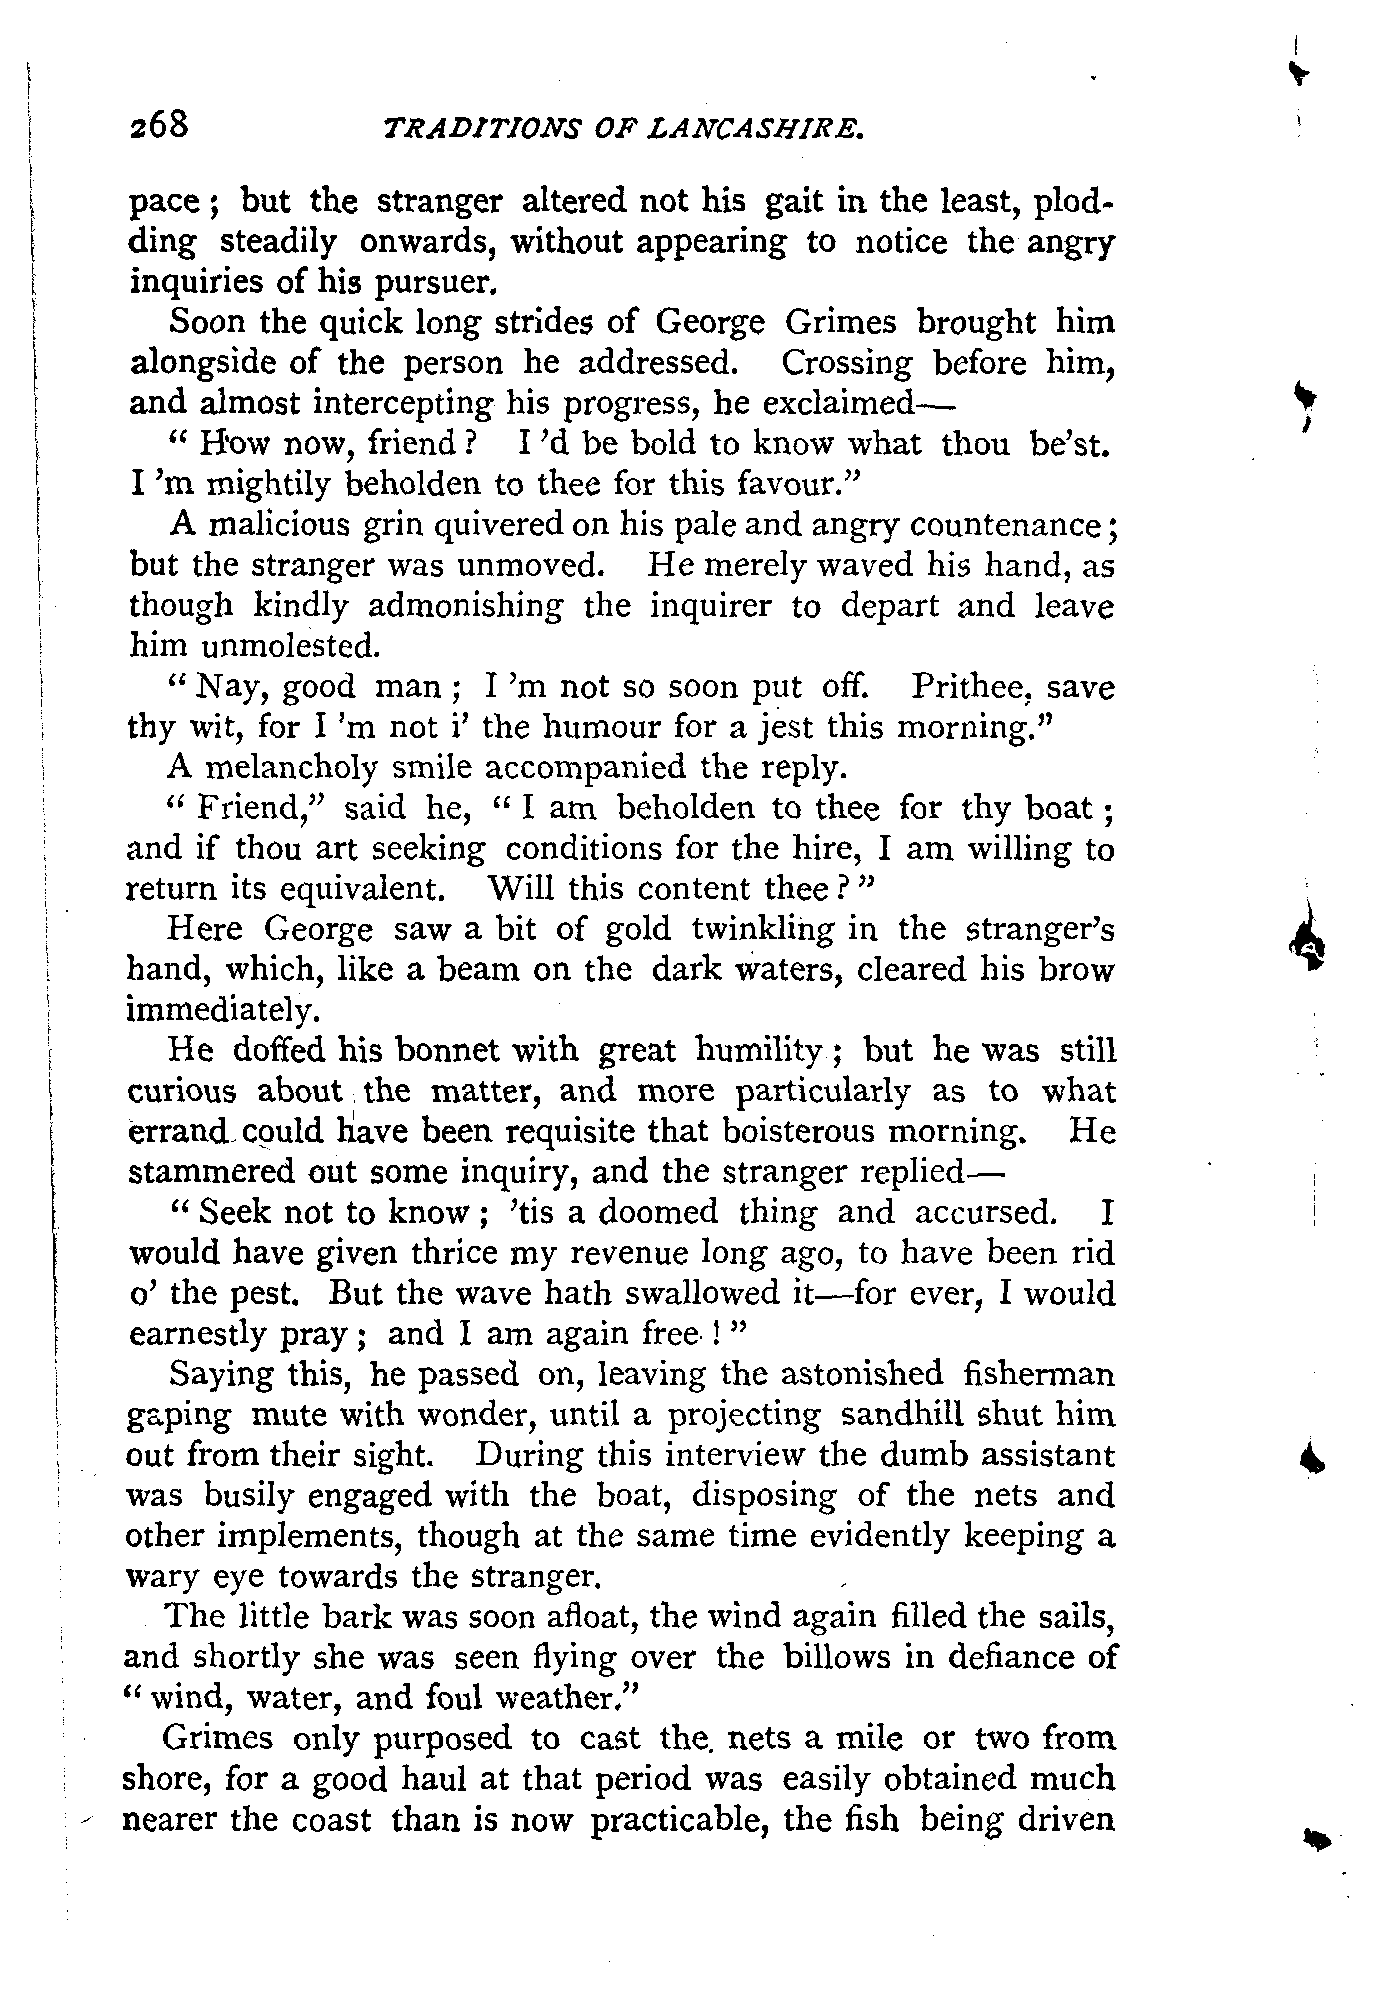 268 TRADITIONS OF LANCASHIRE.
pace ; but the stranger altered not his gait in the least, plod-
ding steadily onwards, without appearing to notice the angry
inquiries of his pursuer.
Soon the quick long strides of George Grimes brought him
alongside of the person he addressed. Crossing before him,
and almost intercepting his progress, he exclaimed—
“ How now, friend ? I ’d be bold to know what thou be’st.
I ’m mightily beholden to thee for this favour.”
A malicious grin quivered on his pale and angry countenance ;
but the stranger was unmoved. He merely waved his hand, as
though kindly admonishing the inquirer to depart and leave
him unmolested.
“ Nay, good man ; I ’m not so soon put off. Prithee, save
thy wit, for I ’m not i’ the humour for a jest this morning.”
A melancholy smile accompanied the reply.
“ Friend,” said he, “ I am beholden to thee for thy boat ;
and if thou art seeking conditions for the hire, I am willing to
return its equivalent. Will this content thee ? ”
Here George saw a bit of gold twinkling in the stranger’s
hand, which, like a beam on the dark waters, cleared his brow
immediately.
He doffed his bonnet with great humility ; but he was still
curious about the matter, and more particularly as to what
errand could have been requisite that boisterous morning. He
stammered out some inquiry, and the stranger replied—
“ Seek not to know ; ’tis a doomed thing and accursed. I
would have given thrice my revenue long ago, to have been rid
o’ the pest. But the wave hath swallowed it—for ever, I would
earnestly pray ; and I am again free ! ”
Saying this, he passed on, leaving the astonished fisherman
gaping mute with wonder, until a projecting sandhill shut him
out from their sight. During this interview the dumb assistant
was busily engaged with the boat, disposing of the nets and
other implements, though at the same time evidently keeping a
wary eye towards the stranger.
The little bark was soon afloat, the wind again filled the sails,
and shortly she was seen flying over the billows in defiance of
“ wind, water, and foul weather.”
Grimes only purposed to cast the nets a mile or two from
shore, for a good haul at that period was easily obtained much
nearer the coast than is now practicable, the fish being driven